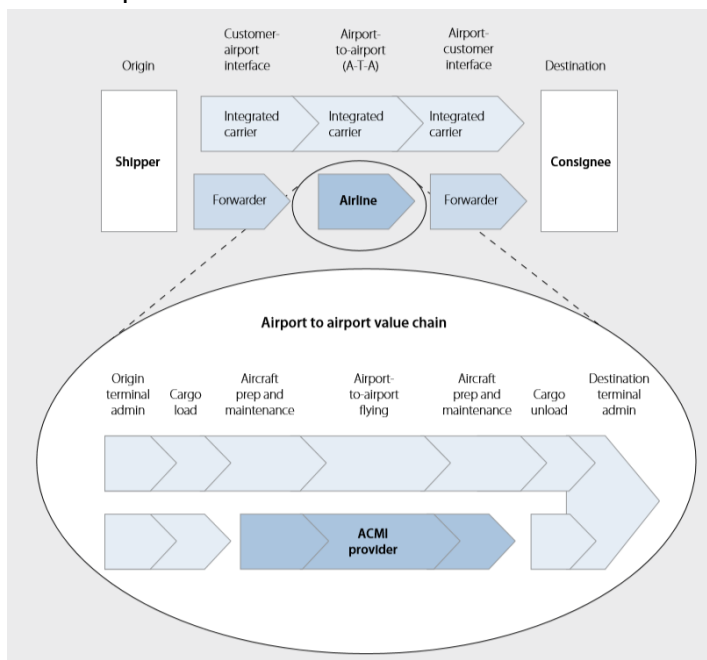 Origin
Customer-
airport
interface
Airport-
to-airport
(A-T-A)
Airport-
customer
interface
Destination
Shipper
Integrated
carrier
Integrated
carrier
Integrated
carrier
Consignee
Forwarder
Airline
Forwarder
Airport to airport value chain
Origin
terminal
admin
Cargo
load
Aircraft
prep and
maintenance
Airport-
to-airport
flying
Aircraft
prep and
maintenance
Cargo
unload
Destination
terminal
admin
ACMI
provider